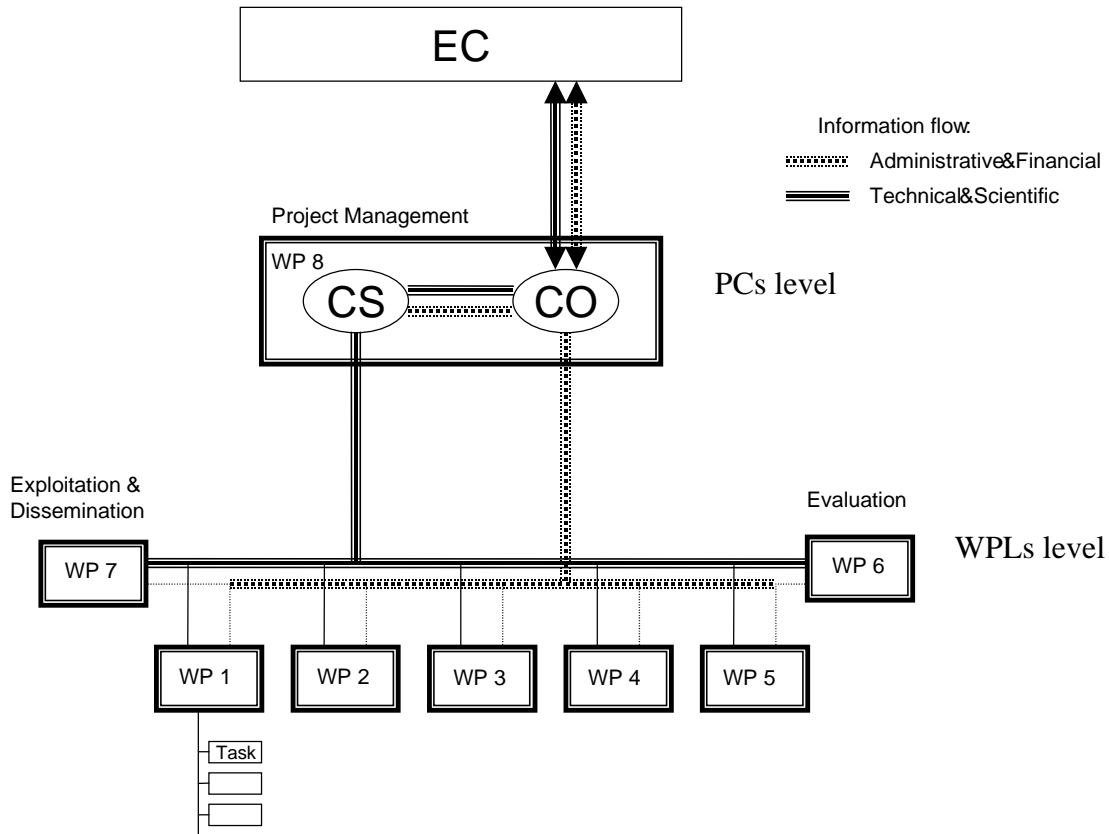 EC
Information flow:
Administrative&Financial
Technical&Scientific
Project Management
WP 8
CS
CO
PCs level
Exploitation &
Dissemination
Evaluation
WP 7
WP 6
WPLs level
WP 1
WP 2
WP 3
WP 4
WP 5
Task